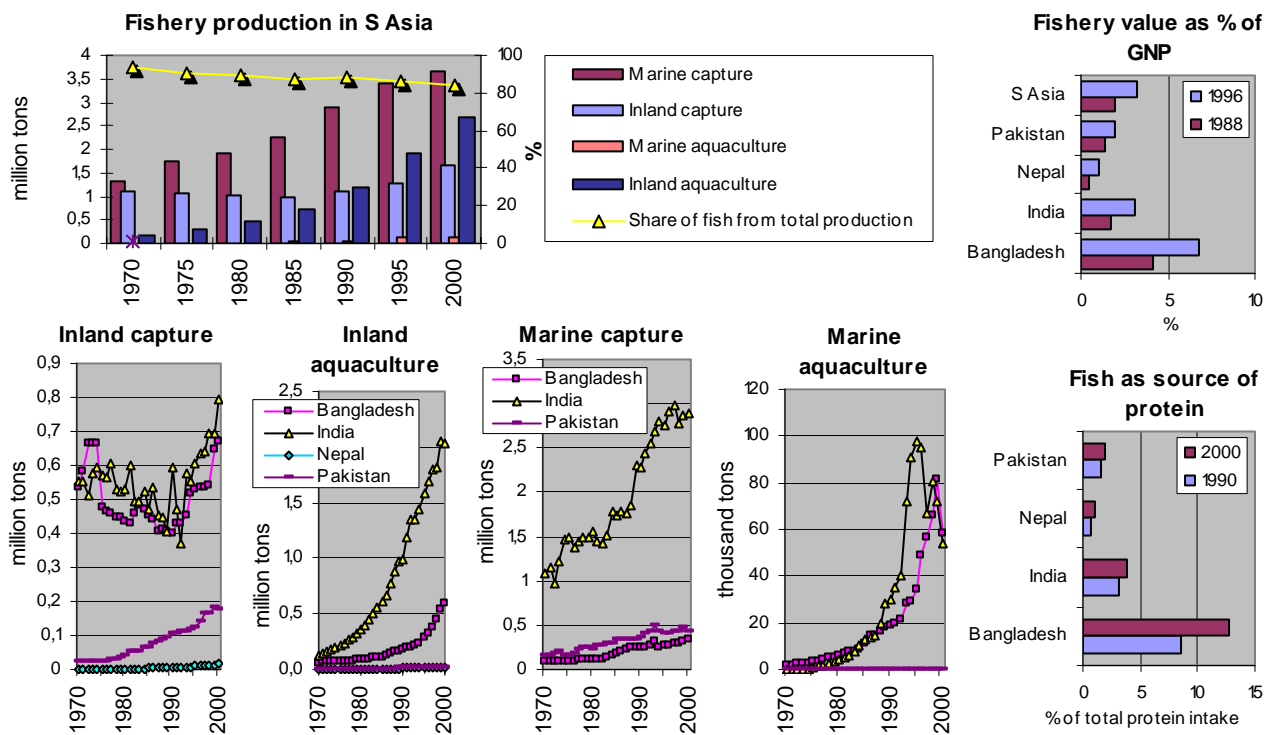 Fishery production in S Asia
4
3,5
3
2,5
2
1,5
1
0,5
0
million tons
100
80
60
40
20
0
%
1970
1975
1980
1985
1990
1995
2000
Marine capture
Inland capture
Marine aquaculture
Inland aquaculture
Share of fish from total production
Fishery value as % of
GNP
S Asia
Pakistan
Nepal
India
Bangladesh
1996
1988
0
5
10
%
Inland capture
0,9
0,8
0,7
0,6
0,5
0,4
0,3
0,2
0,1
0
million tons
1970
1980
1990
2000
Inland
aquaculture
2,5
1,5
1,0
0,5
0,0
million tons
Bangladesh
India
Nepal
Pakistan
1970
1980
1990
2000
Marine capture
3,5
2,5
2
1,5
1
0,5
0
million tons
Bangladesh
India
Pakistan
1970
1980
1990
2000
Marine
aquaculture
120
100
80
60
40
20
0
thousand tons
1970
1980
1990
2000
Fish as source of
protein
Pakistan
Nepal
India
Bangladesh
2000
1990
0
5
10
15
% of total protein intake